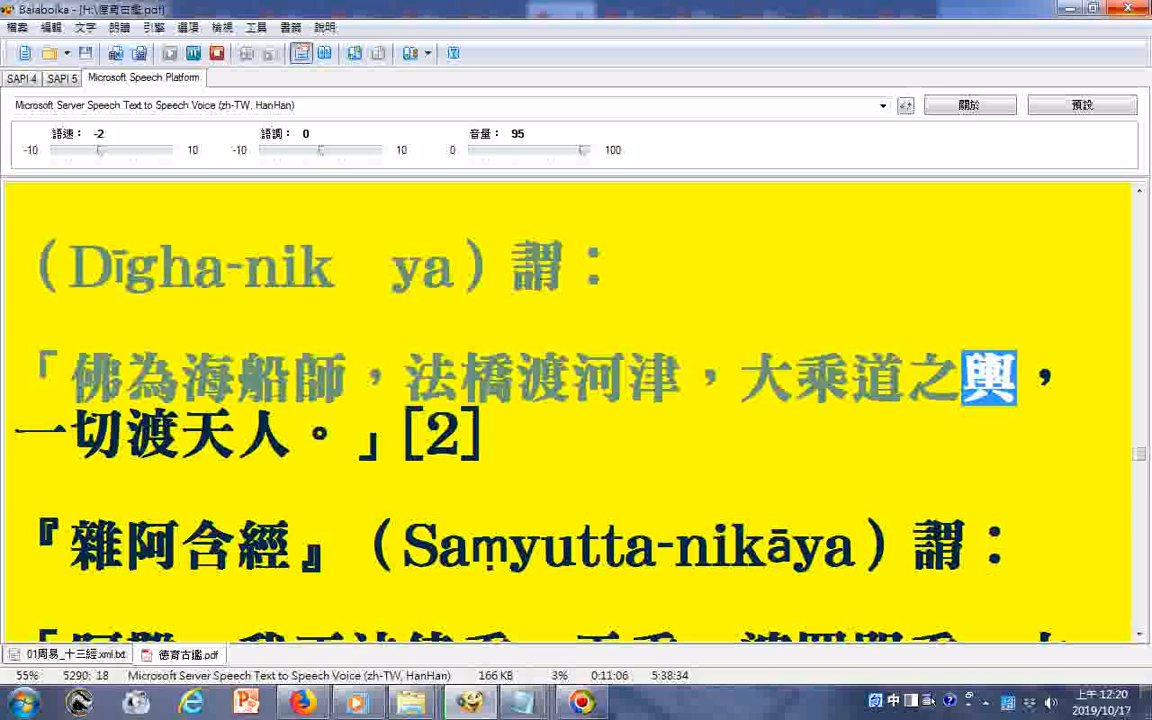 Balabolka - [H:\德育古鑑.pdf]
檔案 編輯 文字 朗讀 引擎 選項 檢視 工具 書籤 說明
SAPI 4 SAPI 5 Microsoft Speech Platform
Microsoft Server Speech Text to Speech Voice (zh-TW, HanHan) 關於 預設
語速： -2 語調： 0 音量： 95
-10 10 -10 10 0 100
（Dīgha-nik ya）謂：
「佛為海船師，法橋渡河津，大乘道之輿，
一切渡天人。」[2]
『雜阿含經』（Saṃyutta-nikāya）謂：
01周易_十三經.xml.txt 德育古鑑.pdf
55% 5290; 18 Microsoft Server Speech Text to Speech Voice (zh-TW, HanHan) 166 KB 3% 0:11:06 5:38:34
中 上午 12:20
2019/10/17